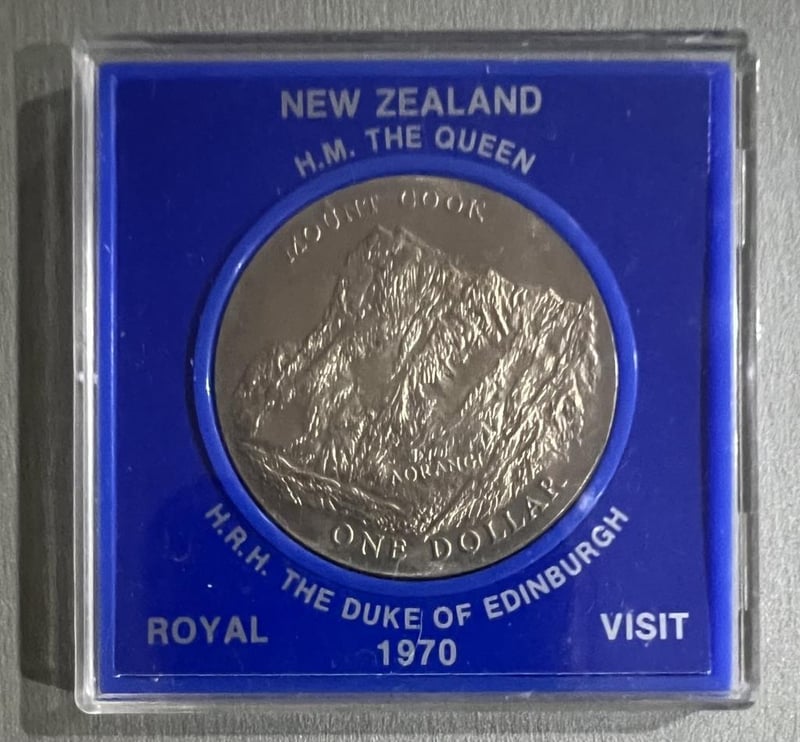 NEW ZEALAND
H.M. THE QUEEN
MOUNT COOK
AORANGI
ONE DOLLAR
H.R.H. THE DUKE OF EDINBURGH
ROYAL VISIT
1970